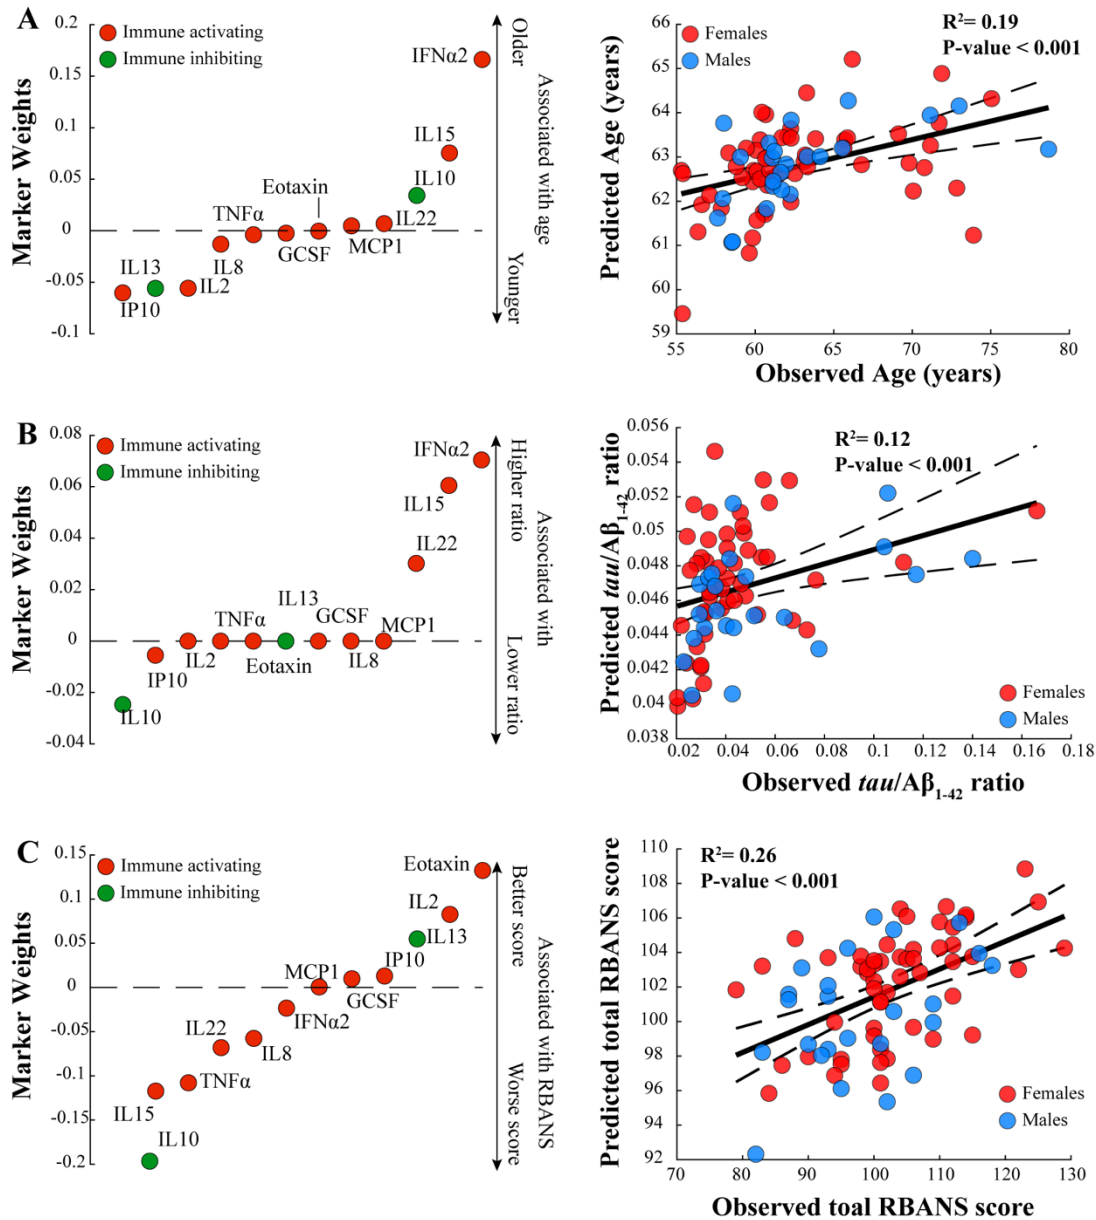 A
Immune activating
Immune inhibiting
Marker Weights
0.2
0.15
0.1
0.05
0
-0.05
-0.1
IP10
IL13
IL2
IL8
TNFα
GCSF
Eotaxin
MCP1
IL22
IL10
IL15
IFNα2
Older
Younger
Associated with age
Females
Males
R²= 0.19
P-value < 0.001
Predicted Age (years)
66
65
64
63
62
61
60
59
55
60
65
70
75
80
Observed Age (years)
B
Immune activating
Immune inhibiting
Marker Weights
0.08
0.06
0.04
0.02
0
-0.02
-0.04
IL10
IP10
IL2
TNFα
Eotaxin
IL13
GCSF
IL8
MCP1
IL22
IL15
IFNα2
Higher ratio
Lower ratio
Associated with
R²= 0.12
P-value < 0.001
Predicted tau/Aβ1-42 ratio
0.056
0.054
0.052
0.05
0.048
0.046
0.044
0.042
0.04
0.038
Females
Males
0.02
0.04
0.06
0.08
0.1
0.12
0.14
0.16
0.18
Observed tau/Aβ1-42 ratio
C
Immune activating
Immune inhibiting
Marker Weights
0.15
0.1
0.05
0
-0.05
-0.1
-0.15
-0.2
IL15
IL10
TNFα
IL22
IL8
IFNα2
MCP1
GCSF
IP10
IL13
IL2
Eotaxin
Better score
Worse score
Associated with RBANS
R²= 0.26
P-value < 0.001
Predicted total RBANS score
110
108
106
104
102
100
98
96
94
92
Females
Males
70
80
90
100
110
120
130
Observed toal RBANS score